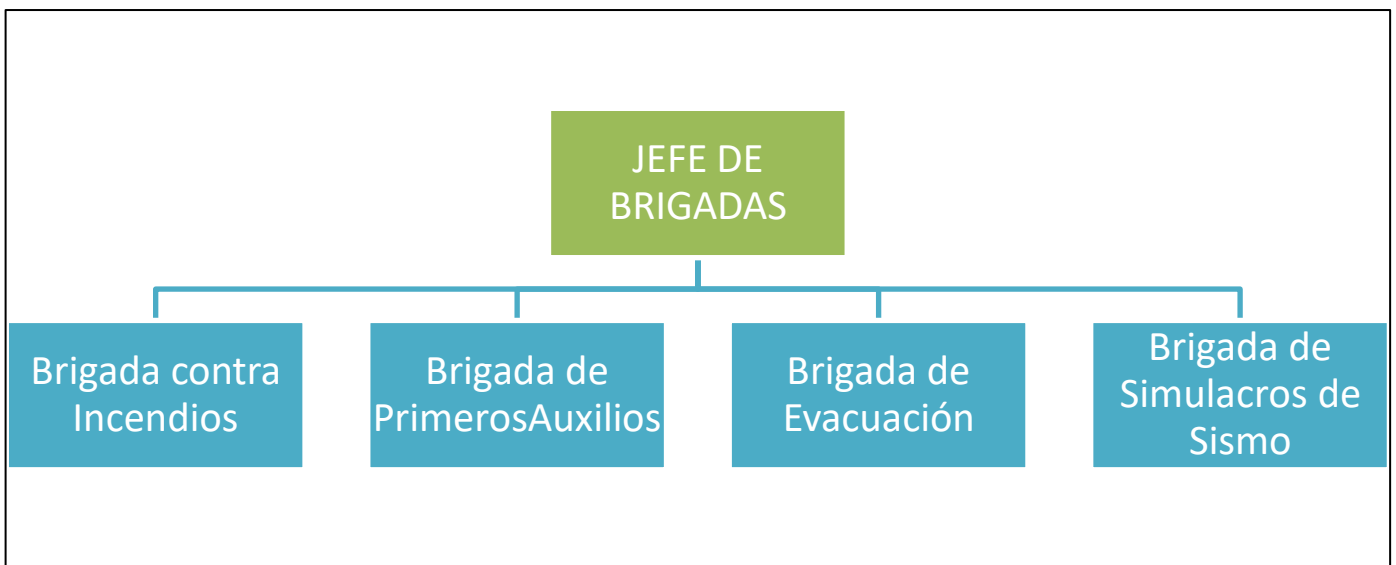 JEFE DE
BRIGADAS
Brigada contra
Incendios
Brigada de
PrimerosAuxilios
Brigada de
Evacuación
Brigada de
Simulacros de
Sismo